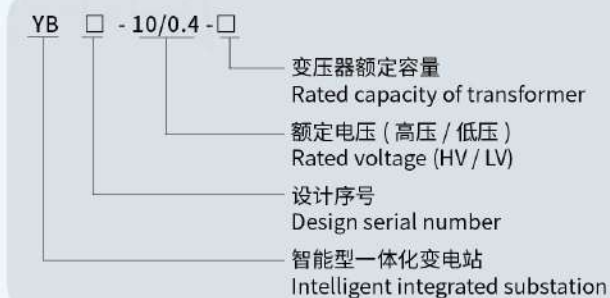 YB □ - 10/0.4 - □
变压器额定容量
Rated capacity of transformer
额定电压 ( 高压 / 低压 )
Rated voltage (HV / LV)
设计序号
Design serial number
智能型一体化变电站
Intelligent integrated substation